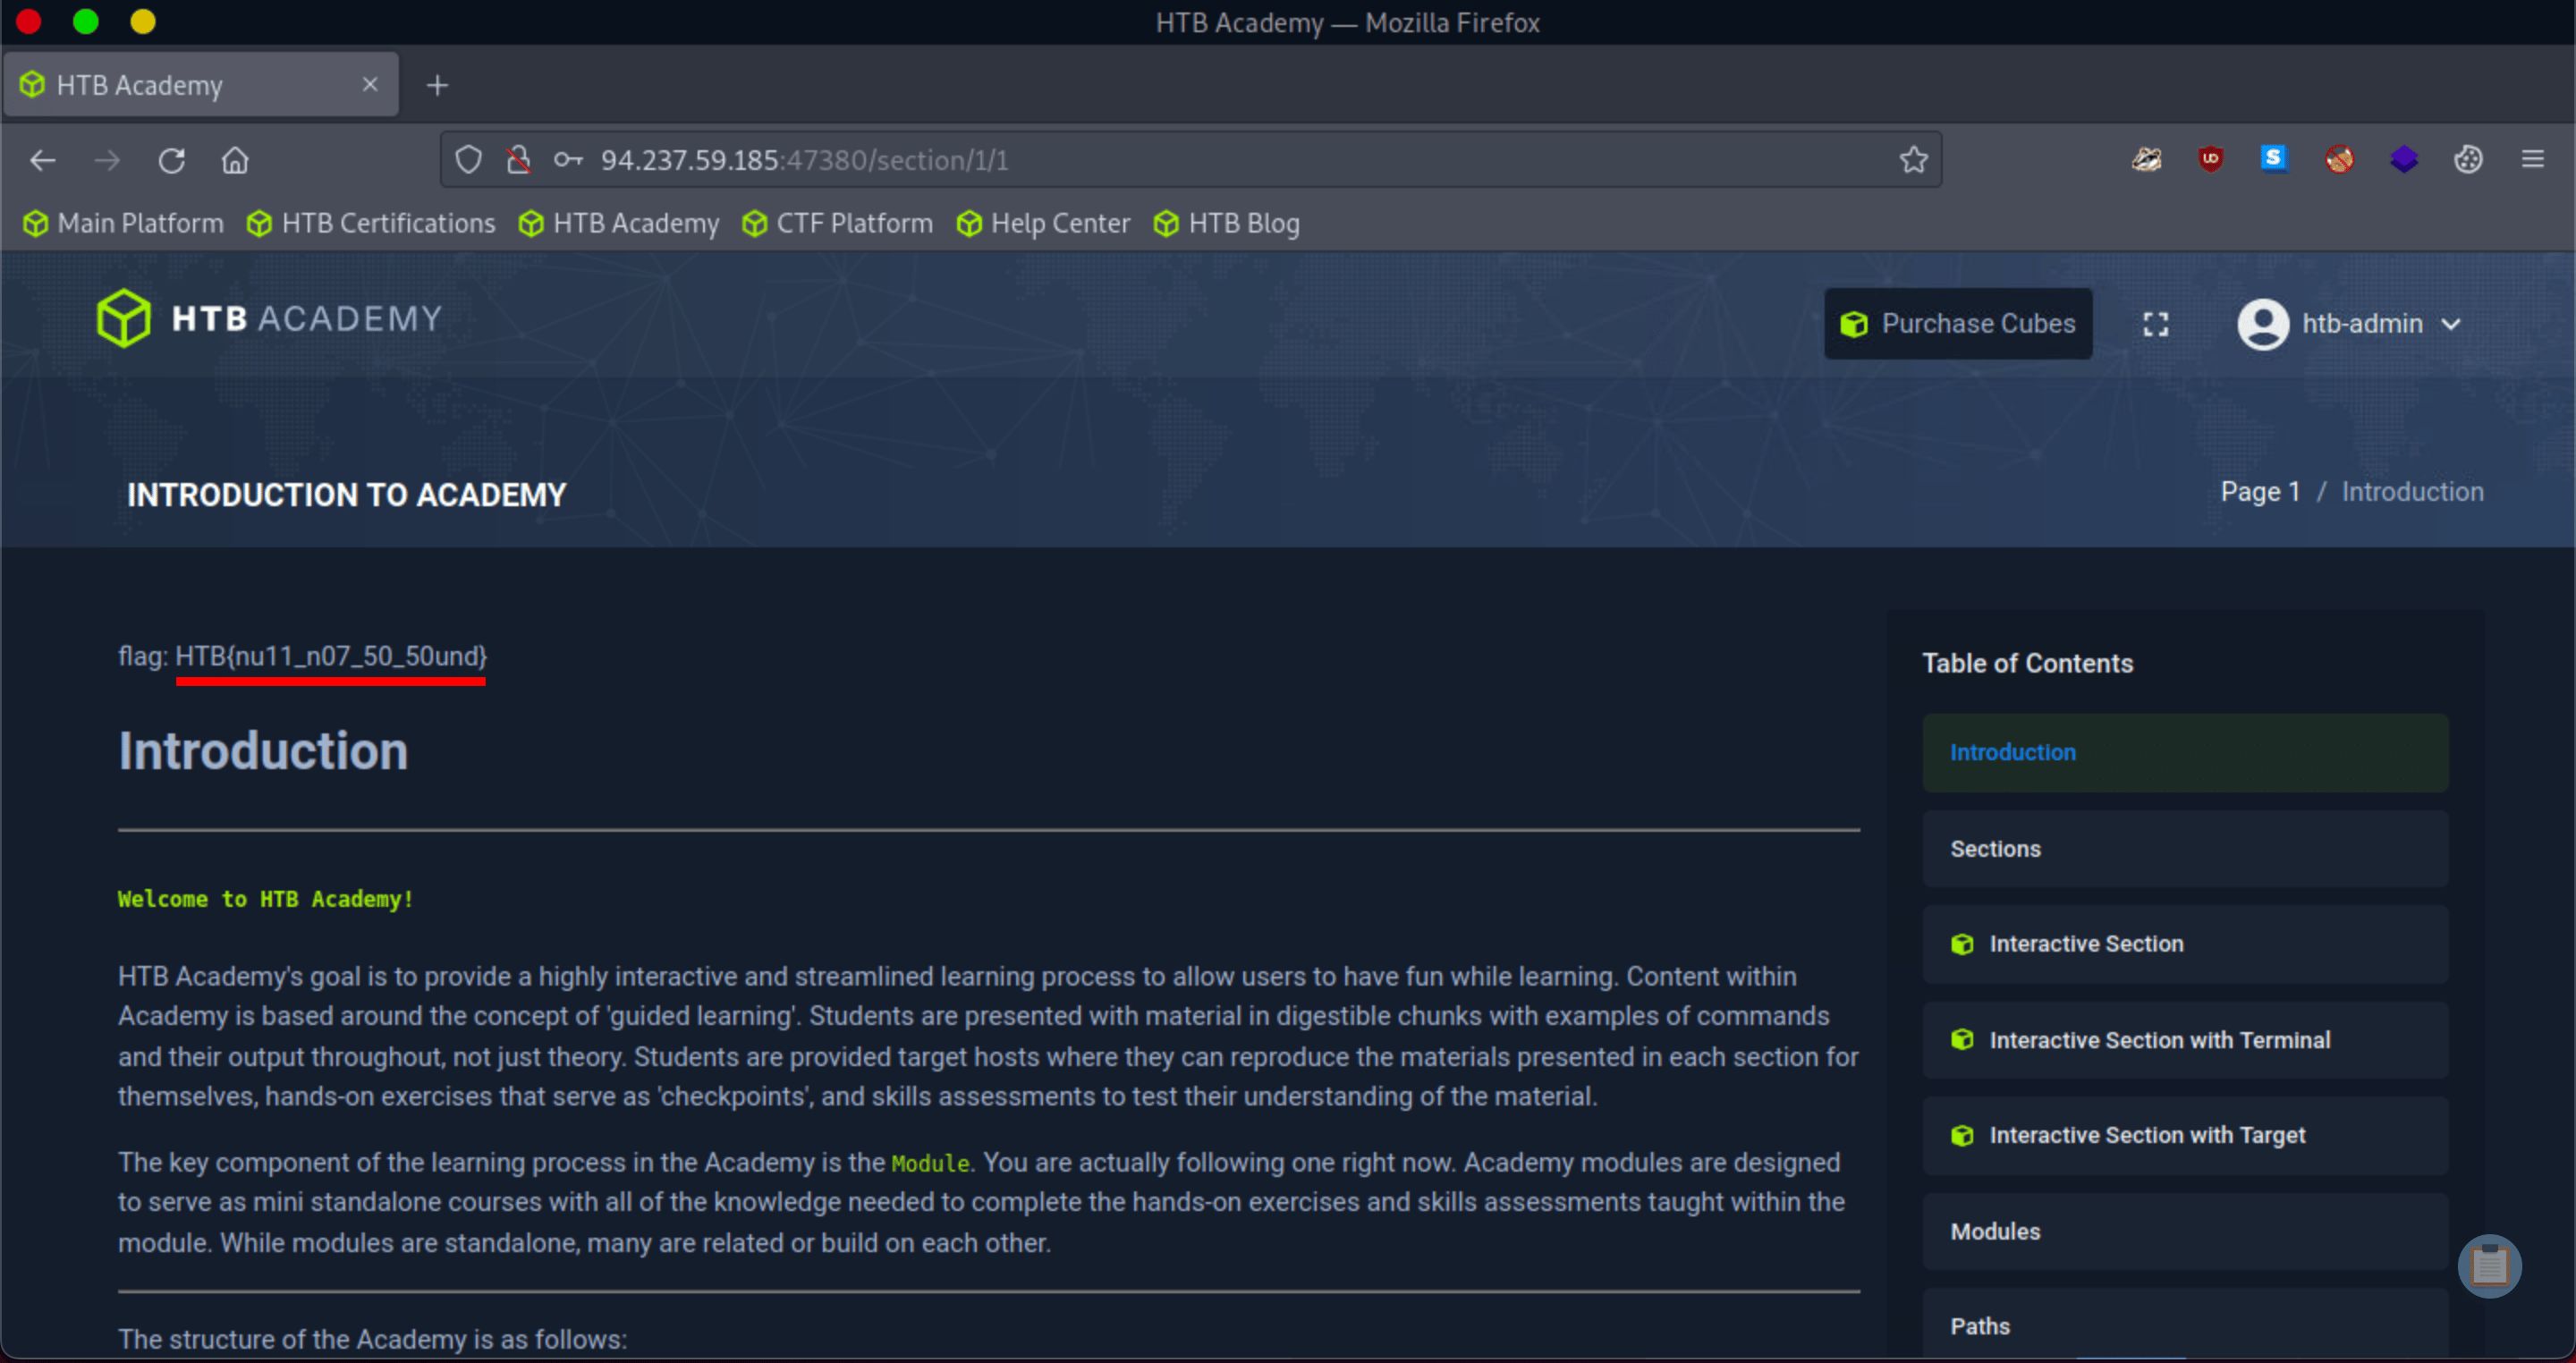 HTB Academy — Mozilla Firefox
HTB Academy
94.237.59.185:47380/section/1/1
Main Platform HTB Certifications HTB Academy CTF Platform Help Center HTB Blog
HTB ACADEMY
Purchase Cubes
htb-admin
INTRODUCTION TO ACADEMY
Page 1 / Introduction
flag: HTB{nu11_n07_50_50und}
Introduction
Welcome to HTB Academy!
HTB Academy's goal is to provide a highly interactive and streamlined learning process to allow users to have fun while learning. Content within
Academy is based around the concept of 'guided learning'. Students are presented with material in digestible chunks with examples of commands
and their output throughout, not just theory. Students are provided target hosts where they can reproduce the materials presented in each section for
themselves, hands-on exercises that serve as 'checkpoints', and skills assessments to test their understanding of the material.
The key component of the learning process in the Academy is the Module. You are actually following one right now. Academy modules are designed
to serve as mini standalone courses with all of the knowledge needed to complete the hands-on exercises and skills assessments taught within the
module. While modules are standalone, many are related or build on each other.
The structure of the Academy is as follows:
Table of Contents
Introduction
Sections
Interactive Section
Interactive Section with Terminal
Interactive Section with Target
Modules
Paths